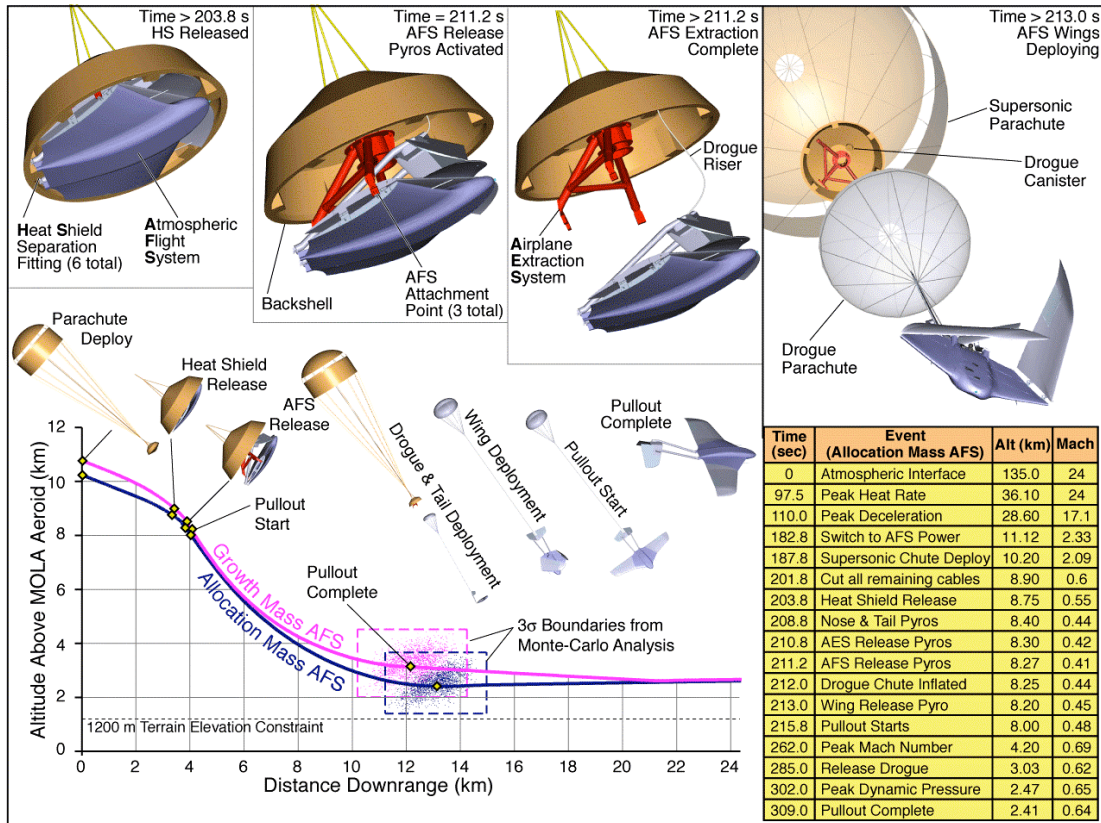 Time > 203.8 s
HS Released
Heat Shield
Separation
Fitting (6 total)
Atmospheric
Flight
System
Time = 211.2 s
AFS Release
Pyros Activated
Backshell
AFS
Attachment
Point (3 total)
Time > 211.2 s
AFS Extraction
Complete
Drogue
Riser
Airplane
Extraction
System
Time > 213.0 s
AFS Wings
Deploying
Supersonic
Parachute
Drogue
Canister
Drogue
Parachute
Parachute
Deploy
Heat Shield
Release
AFS
Release
Pullout
Start
Drogue & Tail Deployment
Wing Deployment
Pullout Start
Pullout
Complete
Growth Mass AFS
Allocation Mass AFS
Pullout
Complete
3σ Boundaries from
Monte-Carlo Analysis
1200 m Terrain Elevation Constraint
Altitude Above MOLA Aeroid (km)
12
10
8
6
4
2
0
0 2 4 6 8 10 12 14 16 18 20 22 24
Distance Downrange (km)
Time (sec) Event (Allocation Mass AFS) Alt (km) Mach
0 Atmospheric Interface 135.0 24
97.5 Peak Heat Rate 36.10 24
110.0 Peak Deceleration 28.60 17.1
182.8 Switch to AFS Power 11.12 2.33
187.8 Supersonic Chute Deploy 10.20 2.09
201.8 Cut all remaining cables 8.90 0.6
203.8 Heat Shield Release 8.75 0.55
208.8 Nose & Tail Pyros 8.40 0.44
210.8 AES Release Pyros 8.30 0.42
211.2 AFS Release Pyros 8.27 0.41
212.0 Drogue Chute Inflated 8.25 0.44
213.0 Wing Release Pyro 8.20 0.45
215.8 Pullout Starts 8.00 0.48
262.0 Peak Mach Number 4.20 0.69
285.0 Release Drogue 3.03 0.62
302.0 Peak Dynamic Pressure 2.47 0.65
309.0 Pullout Complete 2.41 0.64